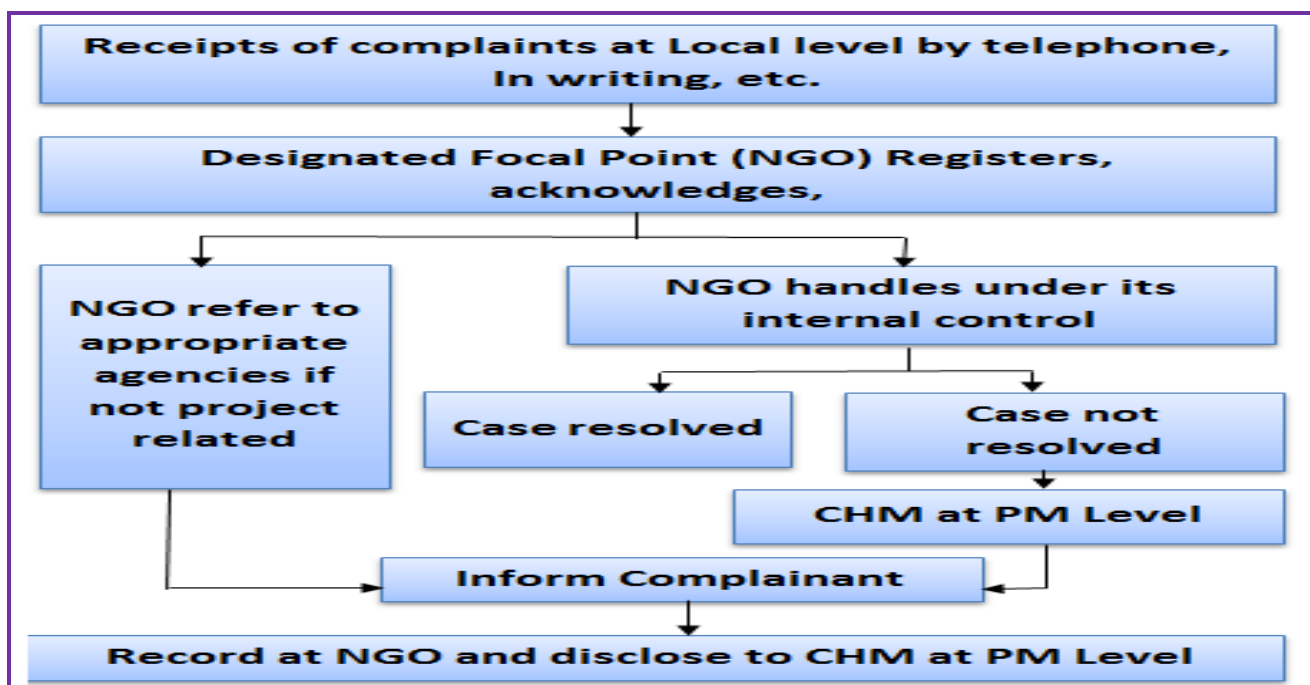 Receipts of complaints at Local level by telephone,
In writing, etc.
Designated Focal Point (NGO) Registers,
acknowledges,
NGO refer to
appropriate
agencies if
not project
related
NGO handles under its
internal control
Case resolved
Case not
resolved
CHM at PM Level
Inform Complainant
Record at NGO and disclose to CHM at PM Level